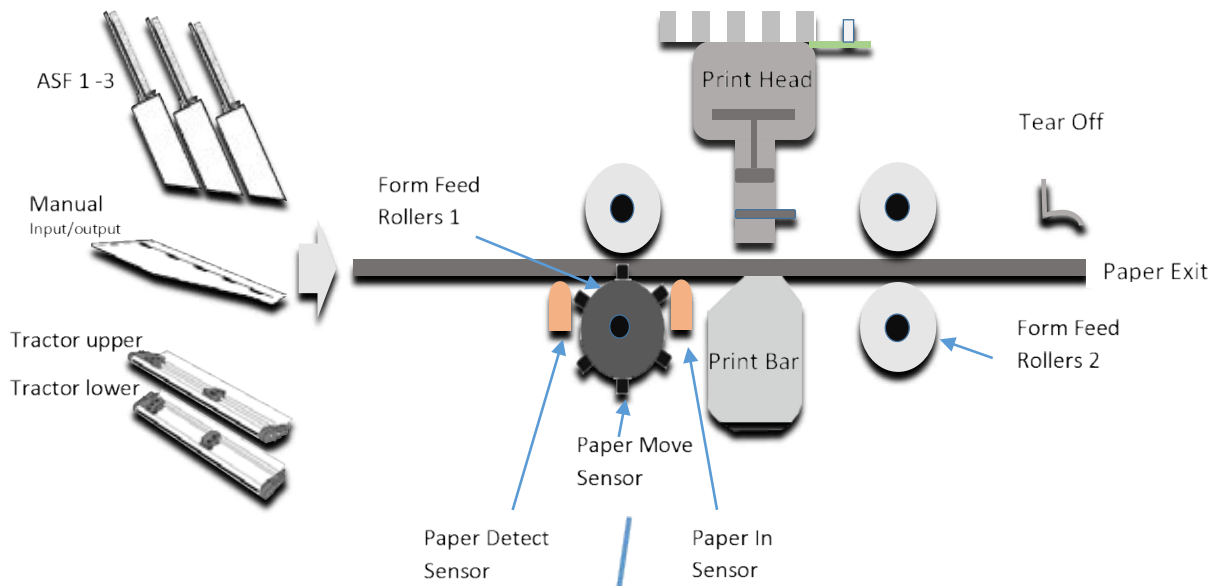 ASF 1 -3
Print Head
Tear Off
Form Feed
Rollers 1
Manual
Input/output
Paper Exit
Tractor upper
Print Bar
Form Feed
Rollers 2
Tractor lower
Paper Move
Sensor
Paper Detect
Sensor
Paper In
Sensor